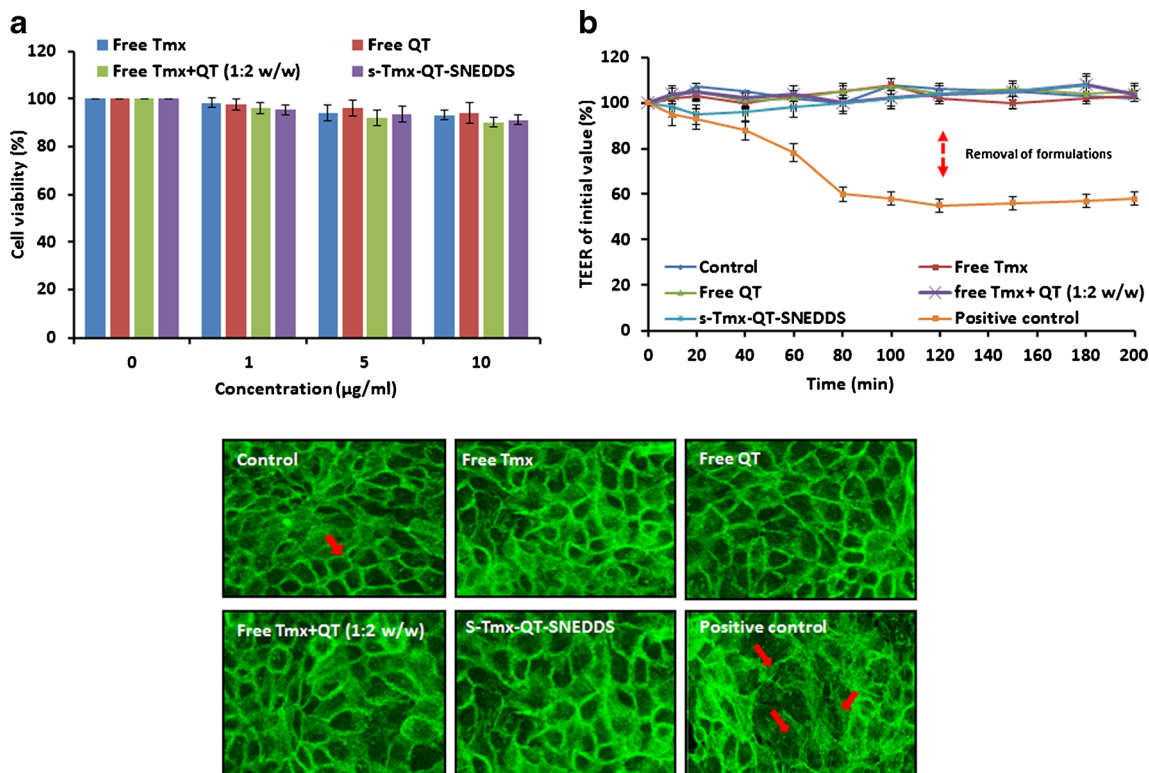 a
Free Tmx
Free QT
Free Tmx+QT (1:2 w/w)
s-Tmx-QT-SNEDDS
120
100
80
60
40
20
0
Cell viability (%)
0
1
5
10
Concentration (µg/ml)
b
120
100
80
60
40
20
0
TEER of initial value (%)
Removal of formulations
Control
Free Tmx
Free QT
free Tmx+ QT (1:2 w/w)
s-Tmx-QT-SNEDDS
Positive control
0 20 40 60 80 100 120 140 160 180 200
Time (min)
Control
Free Tmx
Free QT
Free Tmx+QT (1:2 w/w)
S-Tmx-QT-SNEDDS
Positive control